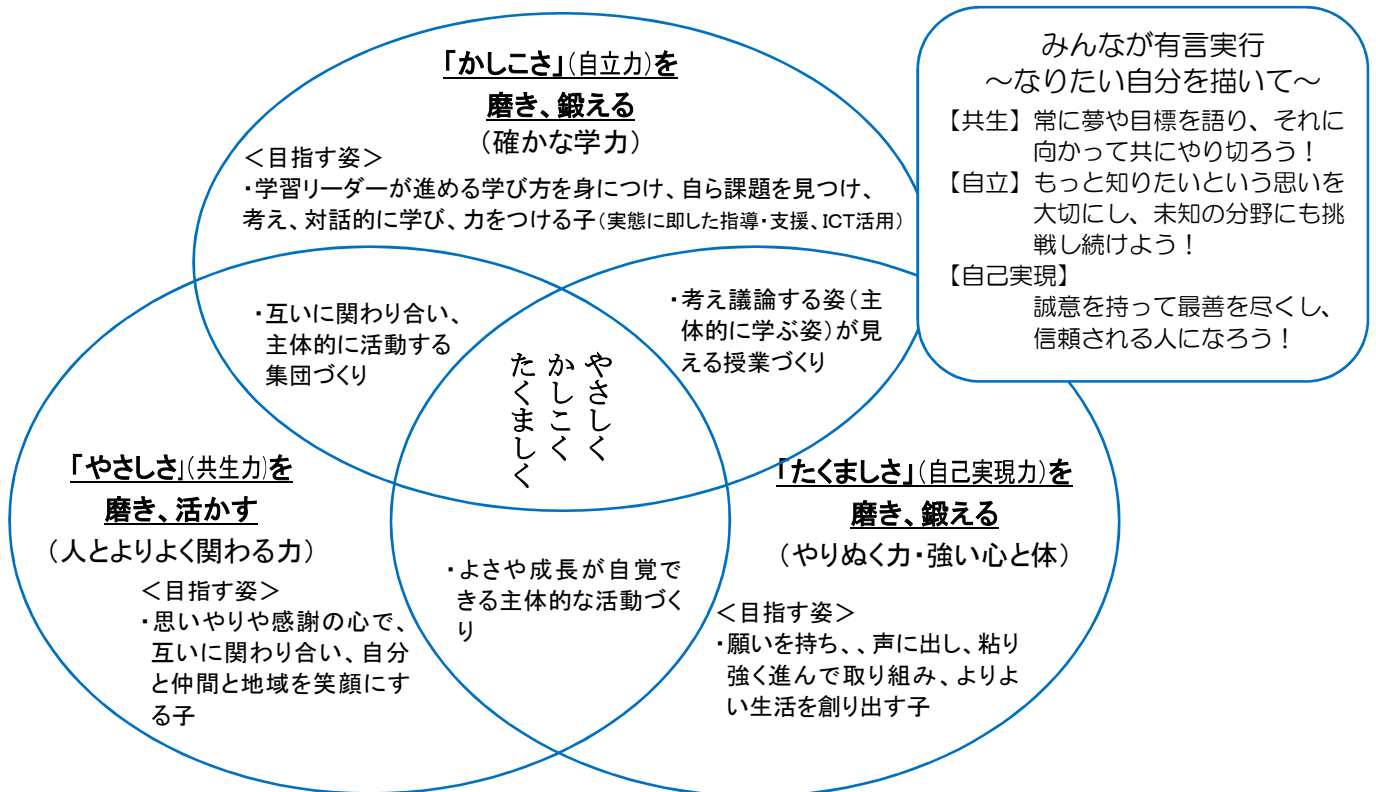 「かしこさ」(自立力)を
磨き、鍛える
(確かな学力)
<目指す姿>
・学習リーダーが進める学び方を身につけ、自ら課題を見つけ、
考え、対話的に学び、力をつける子(実態に即した指導・支援、ICT活用)
みんなが有言実行
~なりたい自分を描いて~
【共生】常に夢や目標を語り、それに
向かって共にやり切ろう!
【自立】もっと知りたいという思いを
大切にし、未知の分野にも挑
戦し続けよう!
【自己実現】
誠意を持って最善を尽くし、
信頼される人になろう!
・互いに関わり合い、
主体的に活動する
集団づくり
・考え議論する姿(主
体的に学ぶ姿)が見
える授業づくり
やさしく
かしこく
たくましく
「やさしさ」(共生力)を
磨き、活かす
(人とよりよく関わる力)
<目指す姿>
・思いやりや感謝の心で、
互いに関わり合い、自分
と仲間と地域を笑顔にす
る子
・よさや成長が自覚で
きる主体的な活動づく
り
「たくましさ」(自己実現力)を
磨き、鍛える
(やりぬく力・強い心と体)
<目指す姿>
・願いを持ち、、声に出し、粘り
強く進んで取り組み、よりよ
い生活を創り出す子